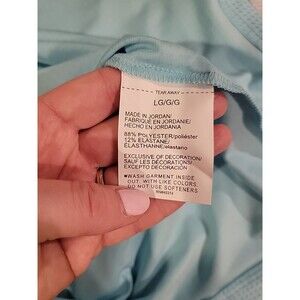 TEAR AWAY
LG/G/G
MADE IN JORDAN/
FABRIQUÉ EN JORDANIE/
HECHO EN JORDANIA
88% POLYESTER/poliéster
12% ELASTANE/
ELASTHANNE/elastano
EXCLUSIVE OF DECORATION/
SAUF LES DÉCORATIONS/
EXCEPTO DECORACIÓN
WASH GARMENT INSIDE
OUT, WITH LIKE COLORS.
DO NOT USE SOFTENERS